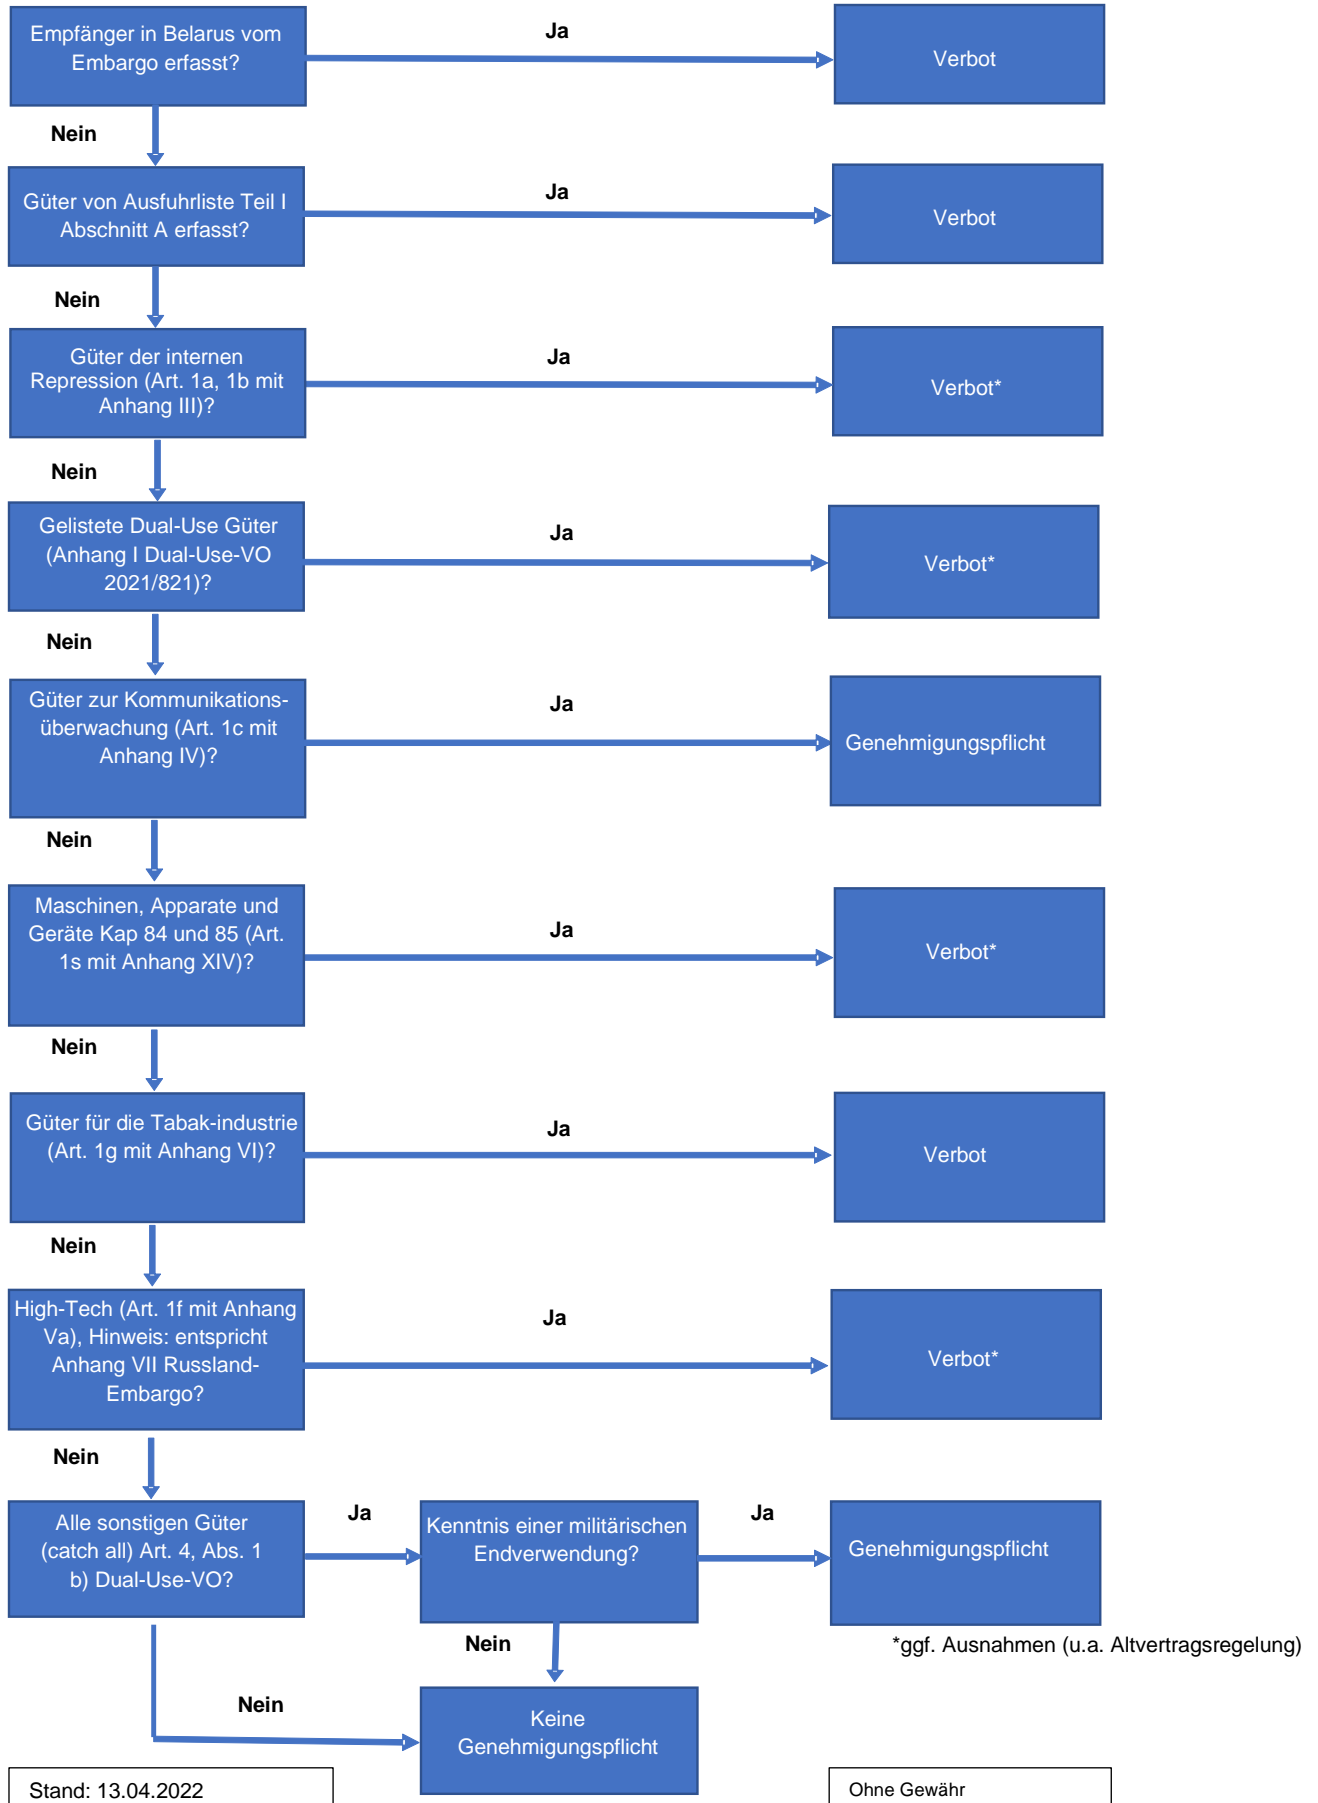 Ja
Empfänger in Belarus vom
Embargo erfasst?
Verbot
Nein
Ja
Güter von Ausfuhrliste Teil I
Abschnitt A erfasst?
Verbot
Nein
Ja
Güter der internen
Repression (Art. 1a, 1b mit
Anhang III)?
Verbot*
Nein
Ja
Gelistete Dual-Use Güter
(Anhang I Dual-Use-VO
2021/821)?
Verbot*
Nein
Ja
Güter zur Kommunikations-
überwachung (Art. 1c mit
Anhang IV)?
Genehmigungspflicht
Nein
Ja
Maschinen, Apparate und
Geräte Kap 84 und 85 (Art.
1s mit Anhang XIV)?
Verbot*
Nein
Ja
Güter für die Tabak-industrie
(Art. 1g mit Anhang VI)?
Verbot
Nein
Ja
High-Tech (Art. 1f mit Anhang
Va), Hinweis: entspricht
Anhang VII Russland-
Embargo?
Verbot*
Nein
Alle sonstigen Güter
(catch all) Art. 4, Abs. 1
b) Dual-Use-VO?
Ja
Kenntnis einer militärischen
Endverwendung?
Ja
Genehmigungspflicht
Nein
*ggf. Ausnahmen (u.a. Altvertragsregelung)
Nein
Keine
Genehmigungspflicht
Stand: 13.04.2022
Ohne Gewähr